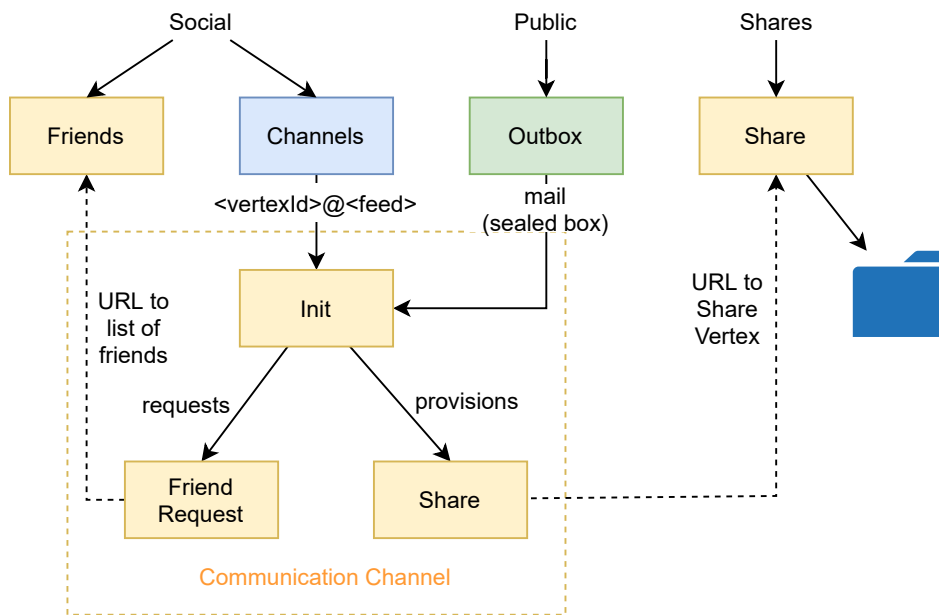 Social
Public
Shares
Friends
Channels
Outbox
Share
<vertexId>@<feed>
mail
(sealed box)
URL to
list of
friends
Init
URL to
Share
Vertex
requests
provisions
Friend
Request
Share
Communication Channel